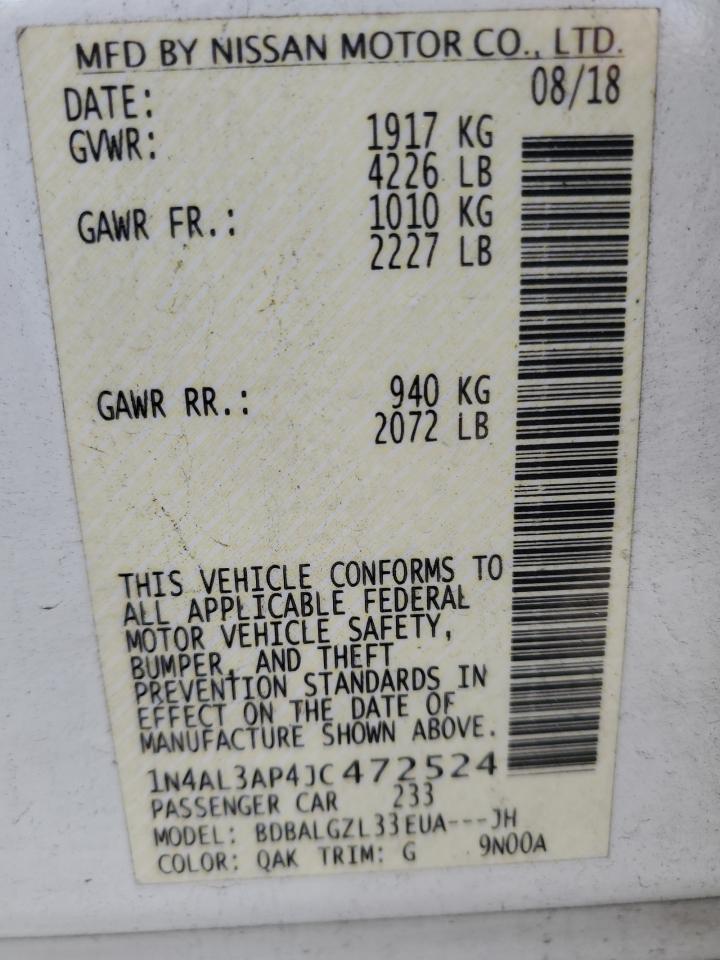 MFD BY NISSAN MOTOR CO., LTD.
DATE: 08/18
GVWR: 1917 KG
4226 LB
GAWR FR.: 1010 KG
2227 LB
GAWR RR.: 940 KG
2072 LB
THIS VEHICLE CONFORMS TO
ALL APPLICABLE FEDERAL
MOTOR VEHICLE SAFETY,
BUMPER, AND THEFT
PREVENTION STANDARDS IN
EFFECT ON THE DATE OF
MANUFACTURE SHOWN ABOVE.
1N4AL3AP4JC472524
PASSENGER CAR 233
MODEL: BDBALGZL33EUA---JH
COLOR: QAK TRIM: G 9N00A